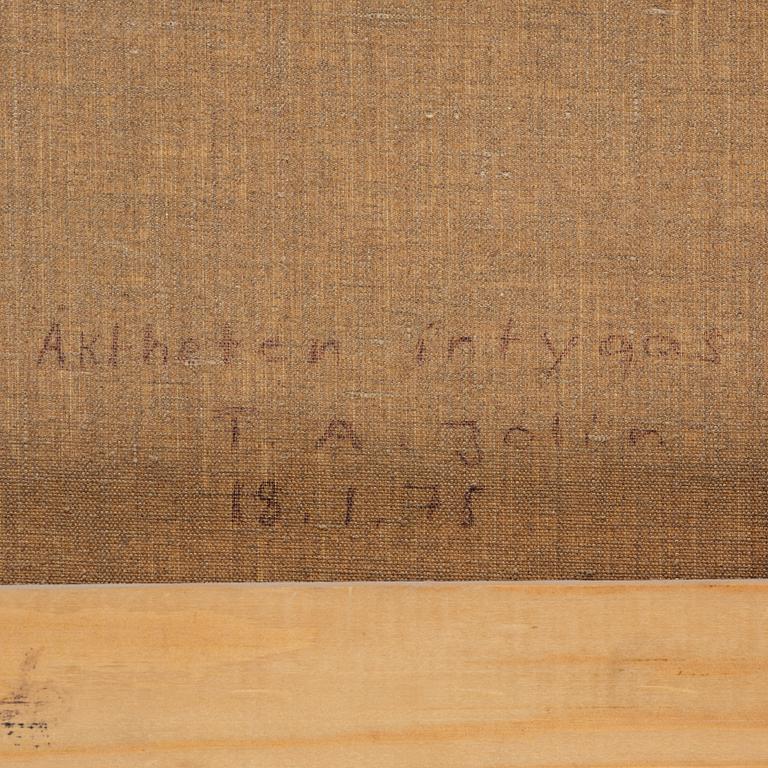 Äktheten intygas
T. A. Jolin
18.1.75